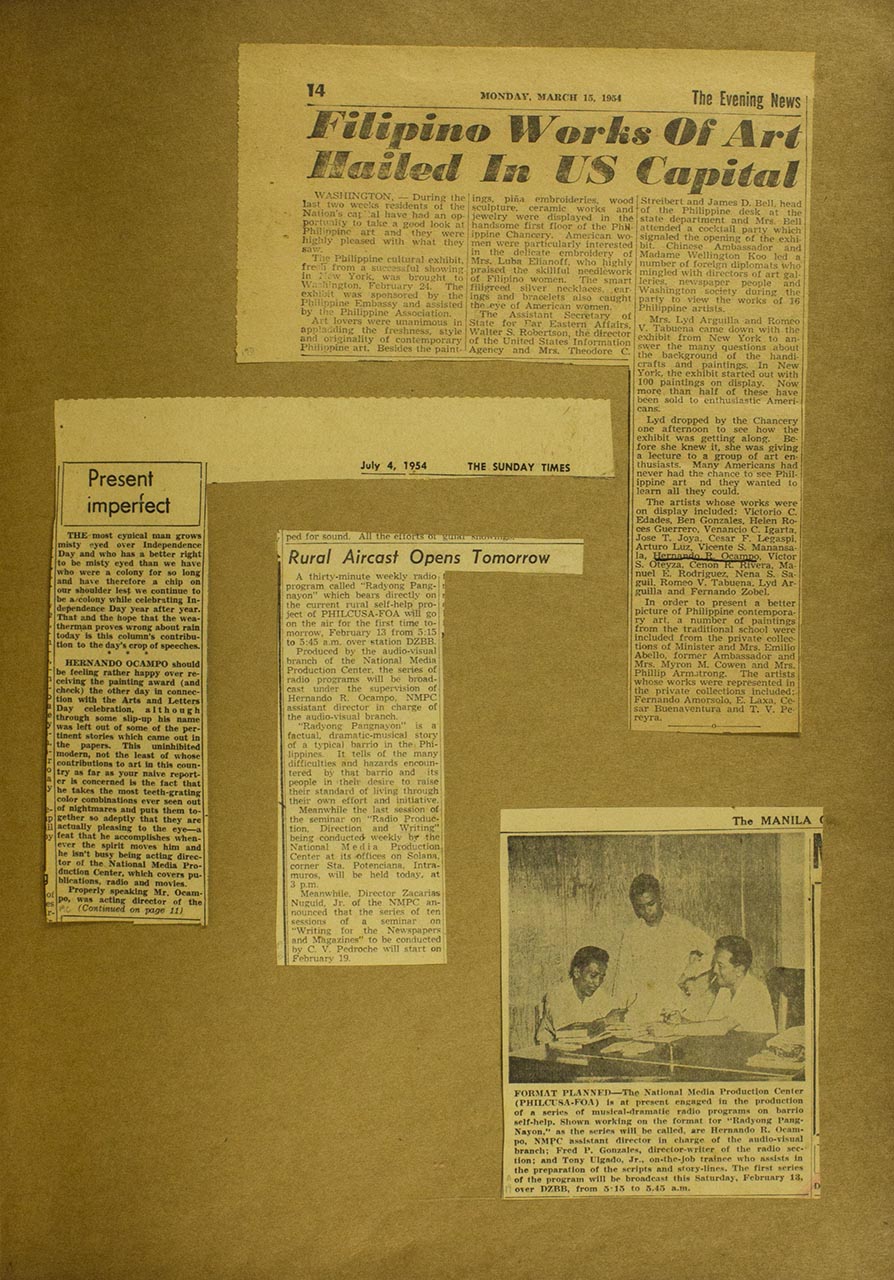 14
MONDAY, MARCH 15, 1954
The Evening News
Filipino Works Of Art
Hailed In US Capital
WASHINGTON, — During the
last two weeks residents of the
Nation's cap al have had an op-
portunity to take a good look at
Philippine art and they were
highly pleased with what they
saw.
The Philippine cultural exhibit,
fresh from a successful showing
in New York, was brought to
Washington, February 24. The
exhibit was sponsored by the
Philippine Embassy and assisted
by the Philippine Association.
Art lovers were unanimous in
applauding the freshness, style
and originality of contemporary
Philippine art. Besides the paint-
ings, piña embroideries, wood
sculpture, ceramic works and
jewelry were displayed in the
handsome first floor of the Phil-
ippine Chancery. American wo-
men were particularly interested
in the delicate embroidery of
Mrs. Luba Elianoff, who highly
praised the skillful needlework
of Filipino women. The smart
filigreed silver necklaces, ear-
ings and bracelets also caught
the eye of American women.
The Assistant Secretary of
State for Far Eastern Affairs,
Walter S. Robertson, the director
of the United States Information
Agency and Mrs. Theodore C.
Streibert and James D. Bell, head
of the Philippine desk at the
state department and Mrs. Bell
attended a cocktail party which
signaled the opening of the exhi-
bit. Chinese Ambassador and
Madame Wellington Koo led a
number of foreign diplomats who
mingled with directors of art gal-
leries, newspaper people and
Washington society during the
party to view the works of 16
Philippine artists.
Mrs. Lyd Arguilla and Romeo
V. Tabuena came down with the
exhibit from New York to an-
swer the many questions about
the background of the handi-
crafts and paintings. In New
York, the exhibit started out with
100 paintings on display. Now
more than half of these have
been sold to enthusiastic Ameri-
cans.
Lyd dropped by the Chancery
one afternoon to see how the
exhibit was getting along. Be-
fore she knew it, she was giving
a lecture to a group of art en-
thusiasts. Many Americans had
never had the chance to see Phil-
ippine art nd they wanted to
learn all they could.
The artists whose works were
on display included: Victorio C.
Edades, Ben Gonzales, Helen Ro-
ces Guerrero, Venancio C. Igarta,
Jose T. Joya, Cesar F. Legaspi,
Arturo Luz, Vicente S. Manansa-
la, Hernando R. Ocampo, Victor
S. Oteyza, Cenon R. Rivera, Ma-
nuel E. Rodriguez, Nena S. Sa-
guil, Romeo V. Tabuena, Lyd Ar-
guilla and Fernando Zobel.
In order to present a better
picture of Philippine contempora-
ry art, a number of paintings
from the traditional school were
included from the private collec-
tions of Minister and Mrs. Emilio
Abello, former Ambassador and
Mrs. Myron M. Cowen and Mrs.
Phillip Armstrong. The artists
whose works were represented in
the private collections included:
Fernando Amorsolo, E. Laxa, Ce-
sar Buenaventura and T. V. Pe-
reyra.
July 4, 1954
THE SUNDAY TIMES
Present
imperfect
THE most cynical man grows
misty eyed over Independence
Day and who has a better right
to be misty eyed than we have
who were a colony for so long
and have therefore a chip on
our shoulder lest we continue to
be a colony while celebrating In-
dependence Day year after year.
That and the hope that the wea-
therman proves wrong about rain
today is this column's contribu-
tion to the day's crop of speeches.
* * *
HERNANDO OCAMPO should
be feeling rather happy over re-
ceiving the painting award (and
check) the other day in connec-
tion with the Arts and Letters
Day celebration, although
through some slip-up his name
was left out of some of the per-
tinent stories which came out in
the papers. This uninhibited
modern, not the least of whose
contributions to art in this coun-
try as far as your naive report-
er is concerned is the fact that
he takes the most teeth-grating
color combinations ever seen out
of nightmares and puts them to-
gether so adeptly that they are
actually pleasing to the eye—a
feat that he accomplishes when-
ever the spirit moves him and
he isn't busy being acting direc-
tor of the National Media Pro-
duction Center, which covers pu-
blications, radio and movies.
Properly speaking Mr. Ocam-
po, was acting director of the
(Continued on page 11)
ped for sound. All the efforts of
Rural Aircast Opens Tomorrow
A thirty-minute weekly radio
program called "Radyong Pang-
nayon" which bears directly on
the current rural self-help pro-
ject of PHILCUSA-FOA will go
on the air for the first time to-
morrow, February 13 from 5:15
to 5:45 a.m. over station DZBB.
Produced by the audio-visual
branch of the National Media
Production Center, the series of
radio programs will be broad-
cast under the supervision of
Hernando R. Ocampo, NMPC
assistant director in charge of
the audio-visual branch.
"Radyong Pangnayon" is a
factual, dramatic-musical story
of a typical barrio in the Phi-
lippines. It tells of the many
difficulties and hazards encoun-
tered by that barrio and its
people in their desire to raise
their standard of living through
their own effort and initiative.
Meanwhile the last session of
the seminar on "Radio Produc-
tion, Direction and Writing"
being conducted weekly by the
National Media Production
Center at its offices on Solana,
corner Sta. Potenciana, Intra-
muros, will be held today, at
3 p.m.
Meanwhile, Director Zacarias
Nuguid, Jr. of the NMPC an-
nounced that the series of ten
sessions of a seminar on
"Writing for the Newspapers
and Magazines" to be conducted
by C. V. Pedroche will start on
February 19.
The MANILA
FORMAT PLANNED—The National Media Production Center
(PHILCUSA-FOA) is at present engaged in the production
of a series of musical-dramatic radio programs on barrio
self-help. Shown working on the format for "Radyong Pang-
Nayon," as the series will be called, are Hernando R. Ocam-
po, NMPC assistant director in charge of the audio-visual
branch; Fred P. Gonzales, director-writer of the radio sec-
tion; and Tony Ulgado, Jr., on-the-job trainee who assists in
the preparation of the scripts and story-lines. The first series
of the program will be broadcast this Saturday, February 13,
over DZBB, from 5:15 to 5.45 a.m.